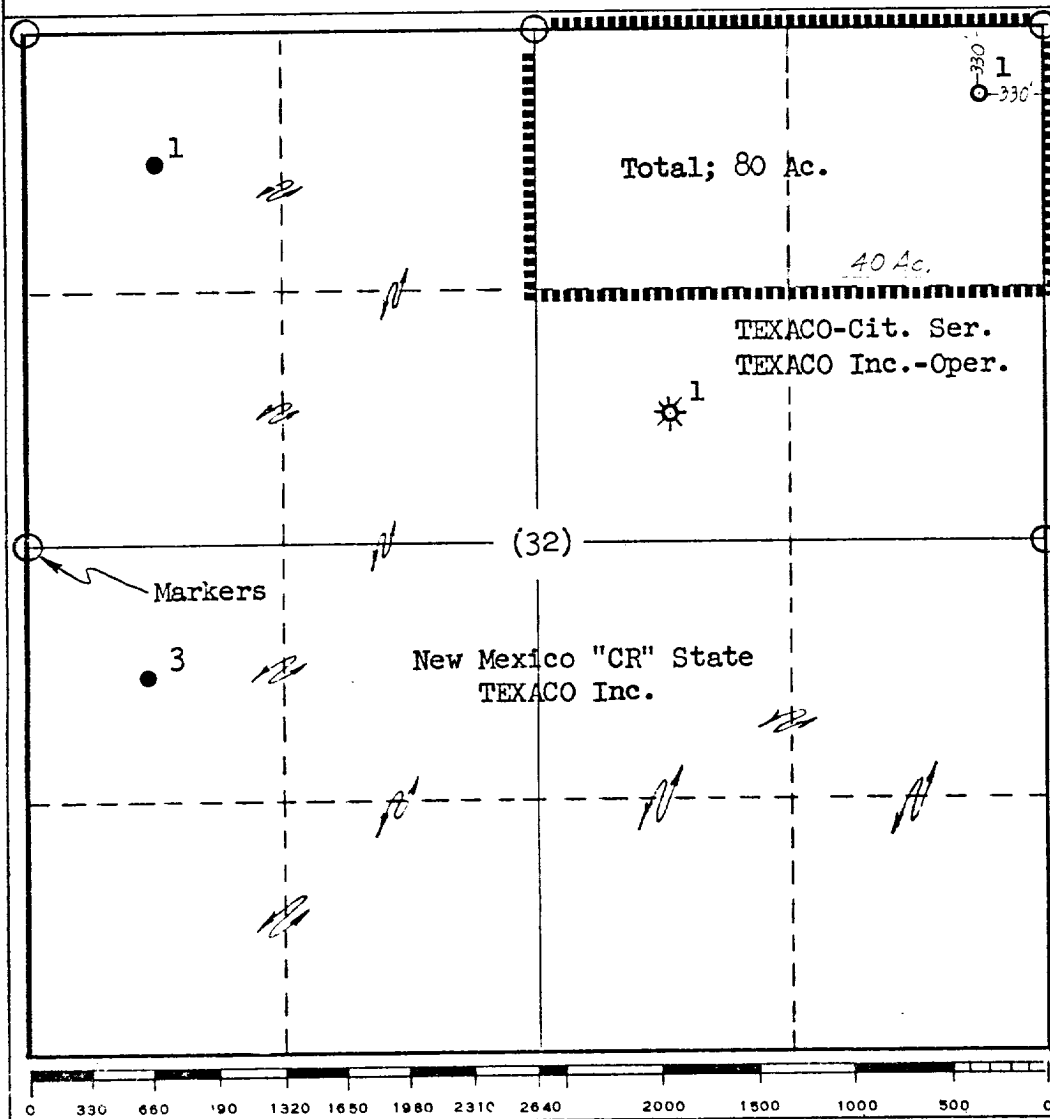 330'
1
330'
1
Total; 80 Ac.
40 Ac.
TEXACO-Cit. Ser.
TEXACO Inc.-Oper.
1
(32)
Markers
3
New Mexico "CR" State
TEXACO Inc.
0 330 660 190 1320 1650 1980 2310 2640 2000 1500 1000 500 0